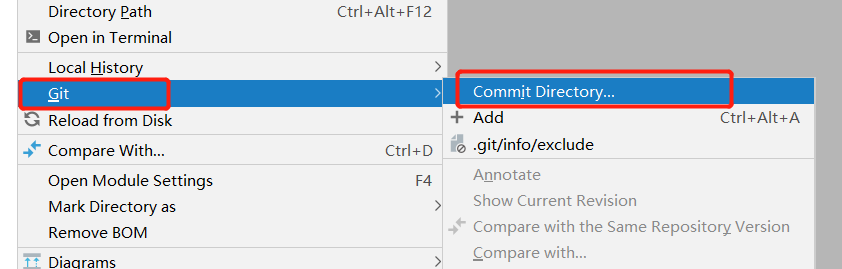 Directory Path Ctrl+Alt+F12
Open in Terminal
Local History
Git
Reload from Disk
Compare With... Ctrl+D
Open Module Settings F4
Mark Directory as
Remove BOM
Diagrams
Commit Directory...
Add Ctrl+Alt+A
.git/info/exclude
Annotate
Show Current Revision
Compare with the Same Repository Version
Compare with...